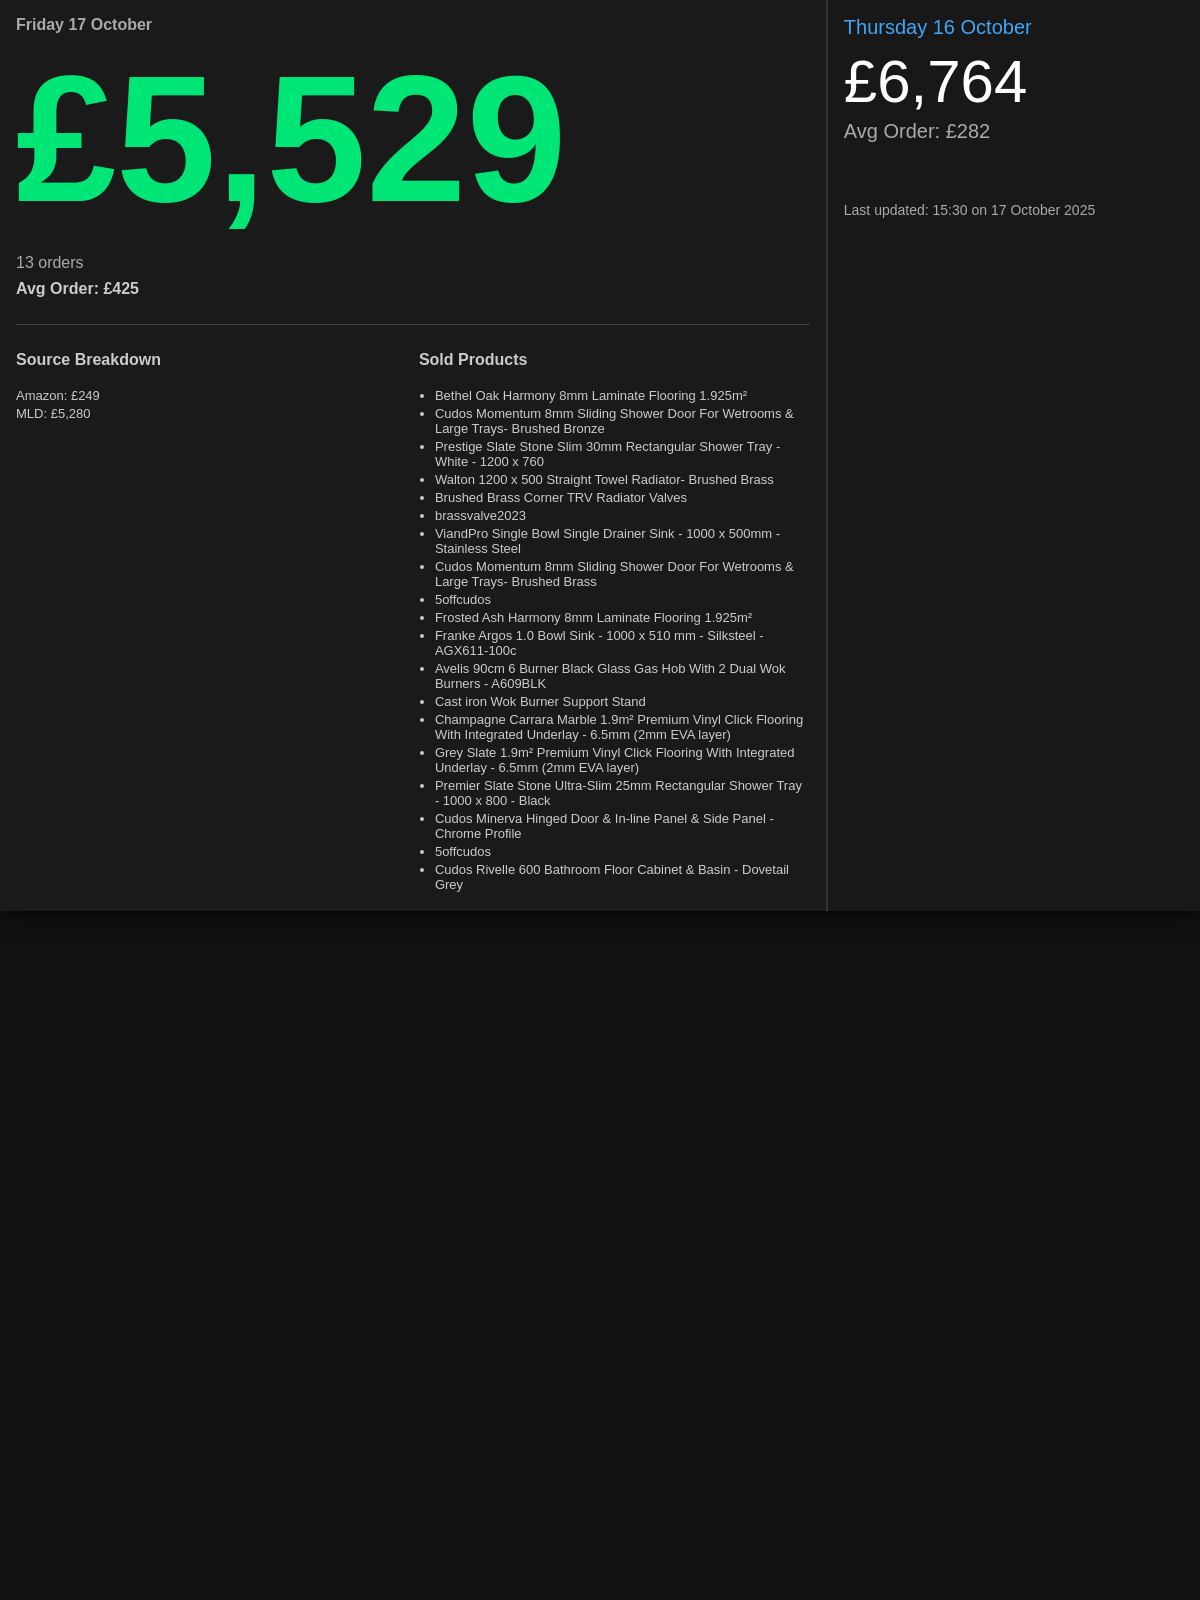 Friday 17 October
£5,529
13 orders
Avg Order: £425
Source Breakdown
Amazon: £249
MLD: £5,280
Sold Products
• Bethel Oak Harmony 8mm Laminate Flooring 1.925m²
• Cudos Momentum 8mm Sliding Shower Door For Wetrooms &
Large Trays- Brushed Bronze
• Prestige Slate Stone Slim 30mm Rectangular Shower Tray -
White - 1200 x 760
• Walton 1200 x 500 Straight Towel Radiator- Brushed Brass
• Brushed Brass Corner TRV Radiator Valves
• brassvalve2023
• ViandPro Single Bowl Single Drainer Sink - 1000 x 500mm -
Stainless Steel
• Cudos Momentum 8mm Sliding Shower Door For Wetrooms &
Large Trays- Brushed Brass
• 5offcudos
• Frosted Ash Harmony 8mm Laminate Flooring 1.925m²
• Franke Argos 1.0 Bowl Sink - 1000 x 510 mm - Silksteel -
AGX611-100c
• Avelis 90cm 6 Burner Black Glass Gas Hob With 2 Dual Wok
Burners - A609BLK
• Cast iron Wok Burner Support Stand
• Champagne Carrara Marble 1.9m² Premium Vinyl Click Flooring
With Integrated Underlay - 6.5mm (2mm EVA layer)
• Grey Slate 1.9m² Premium Vinyl Click Flooring With Integrated
Underlay - 6.5mm (2mm EVA layer)
• Premier Slate Stone Ultra-Slim 25mm Rectangular Shower Tray
- 1000 x 800 - Black
• Cudos Minerva Hinged Door & In-line Panel & Side Panel -
Chrome Profile
• 5offcudos
• Cudos Rivelle 600 Bathroom Floor Cabinet & Basin - Dovetail
Grey
Thursday 16 October
£6,764
Avg Order: £282
Last updated: 15:30 on 17 October 2025